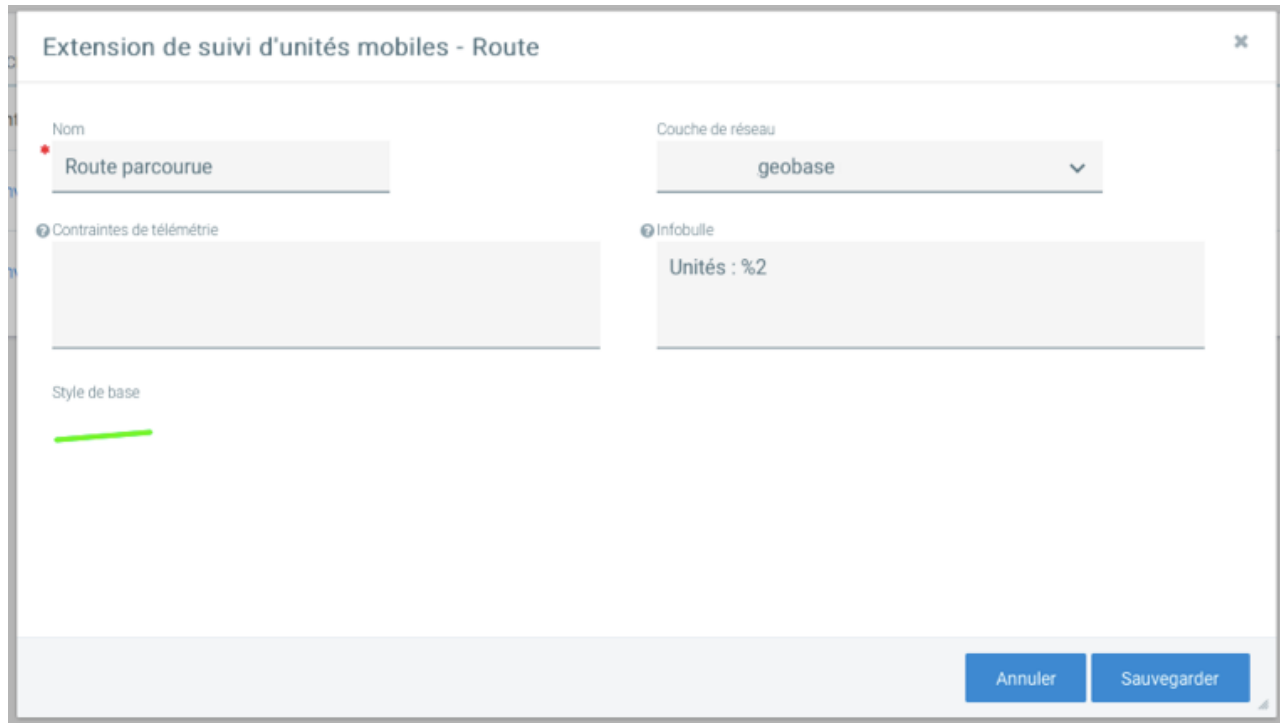 Extension de suivi d'unités mobiles - Route
Nom
Couche de réseau
* Route parcourue
geobase
Contraintes de télémétrie
Infobulle
Unités : %2
Style de base
Annuler
Sauvegarder